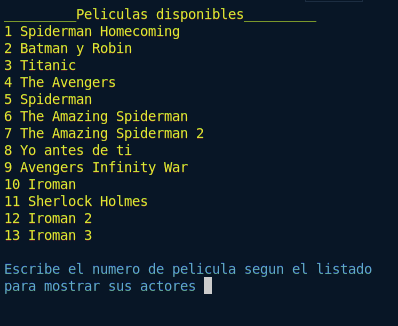 _________Peliculas disponibles_________
1 Spiderman Homecoming
2 Batman y Robin
3 Titanic
4 The Avengers
5 Spiderman
6 The Amazing Spiderman
7 The Amazing Spiderman 2
8 Yo antes de ti
9 Avengers Infinity War
10 Iroman
11 Sherlock Holmes
12 Iroman 2
13 Iroman 3
Escribe el numero de pelicula segun el listado
para mostrar sus actores